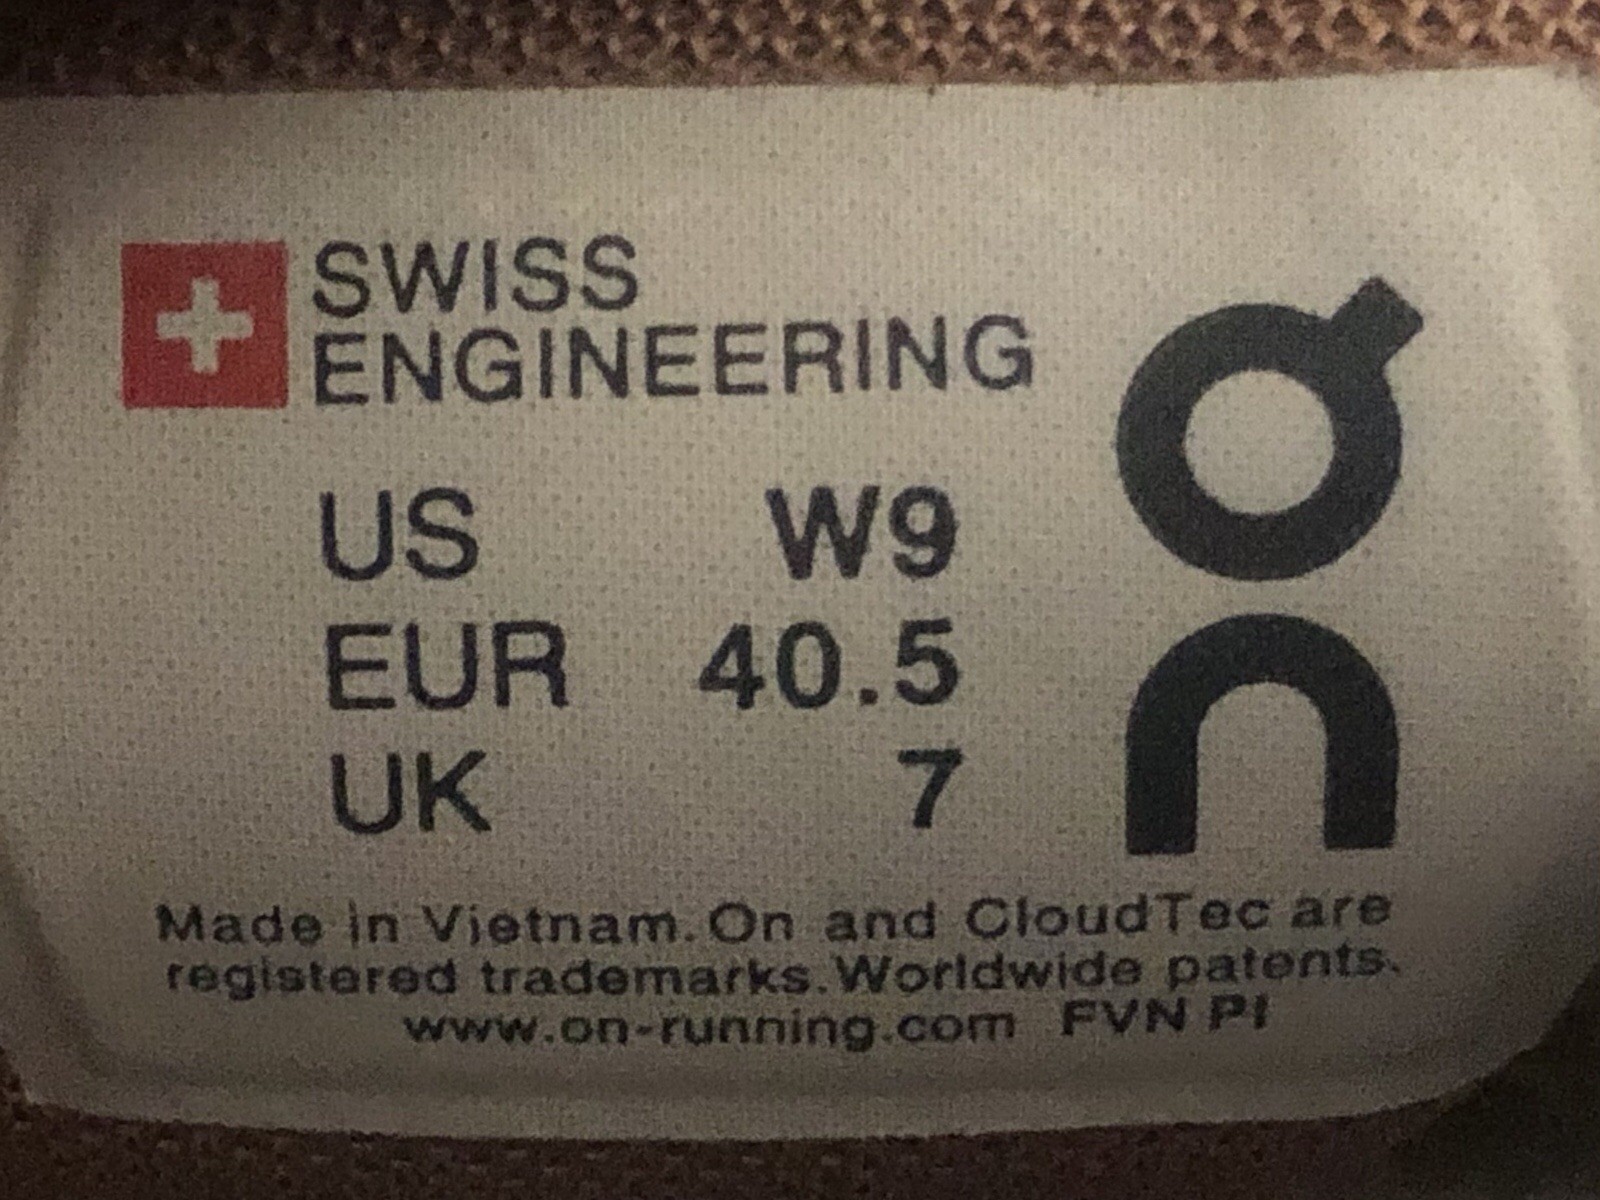 SWISS
ENGINEERING
US W9
EUR 40.5
UK 7
On
Made in Vietnam. On and CloudTec are
registered trademarks. Worldwide patents.
www.on-running.com FVN PI